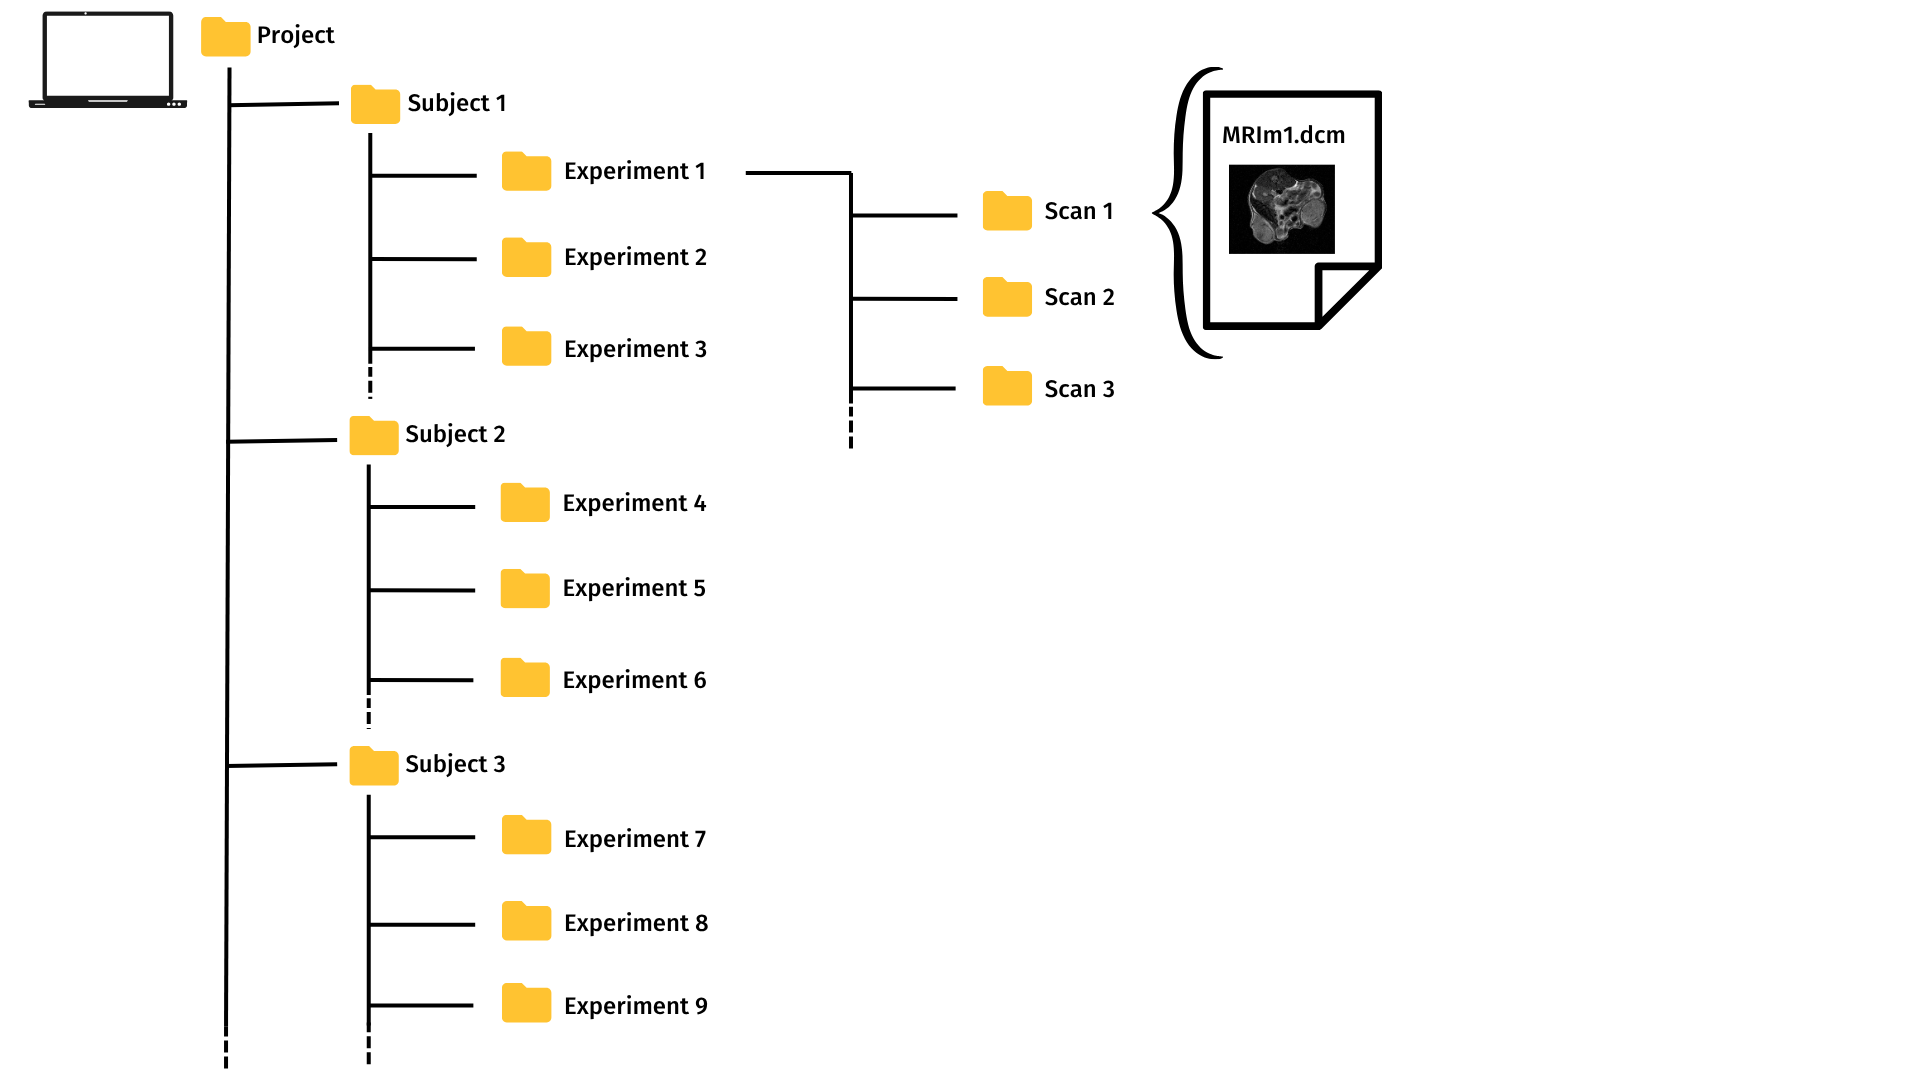 Project
Subject 1
Experiment 1
Experiment 2
Experiment 3
Scan 1
Scan 2
Scan 3
MRIm1.dcm
Subject 2
Experiment 4
Experiment 5
Experiment 6
Subject 3
Experiment 7
Experiment 8
Experiment 9